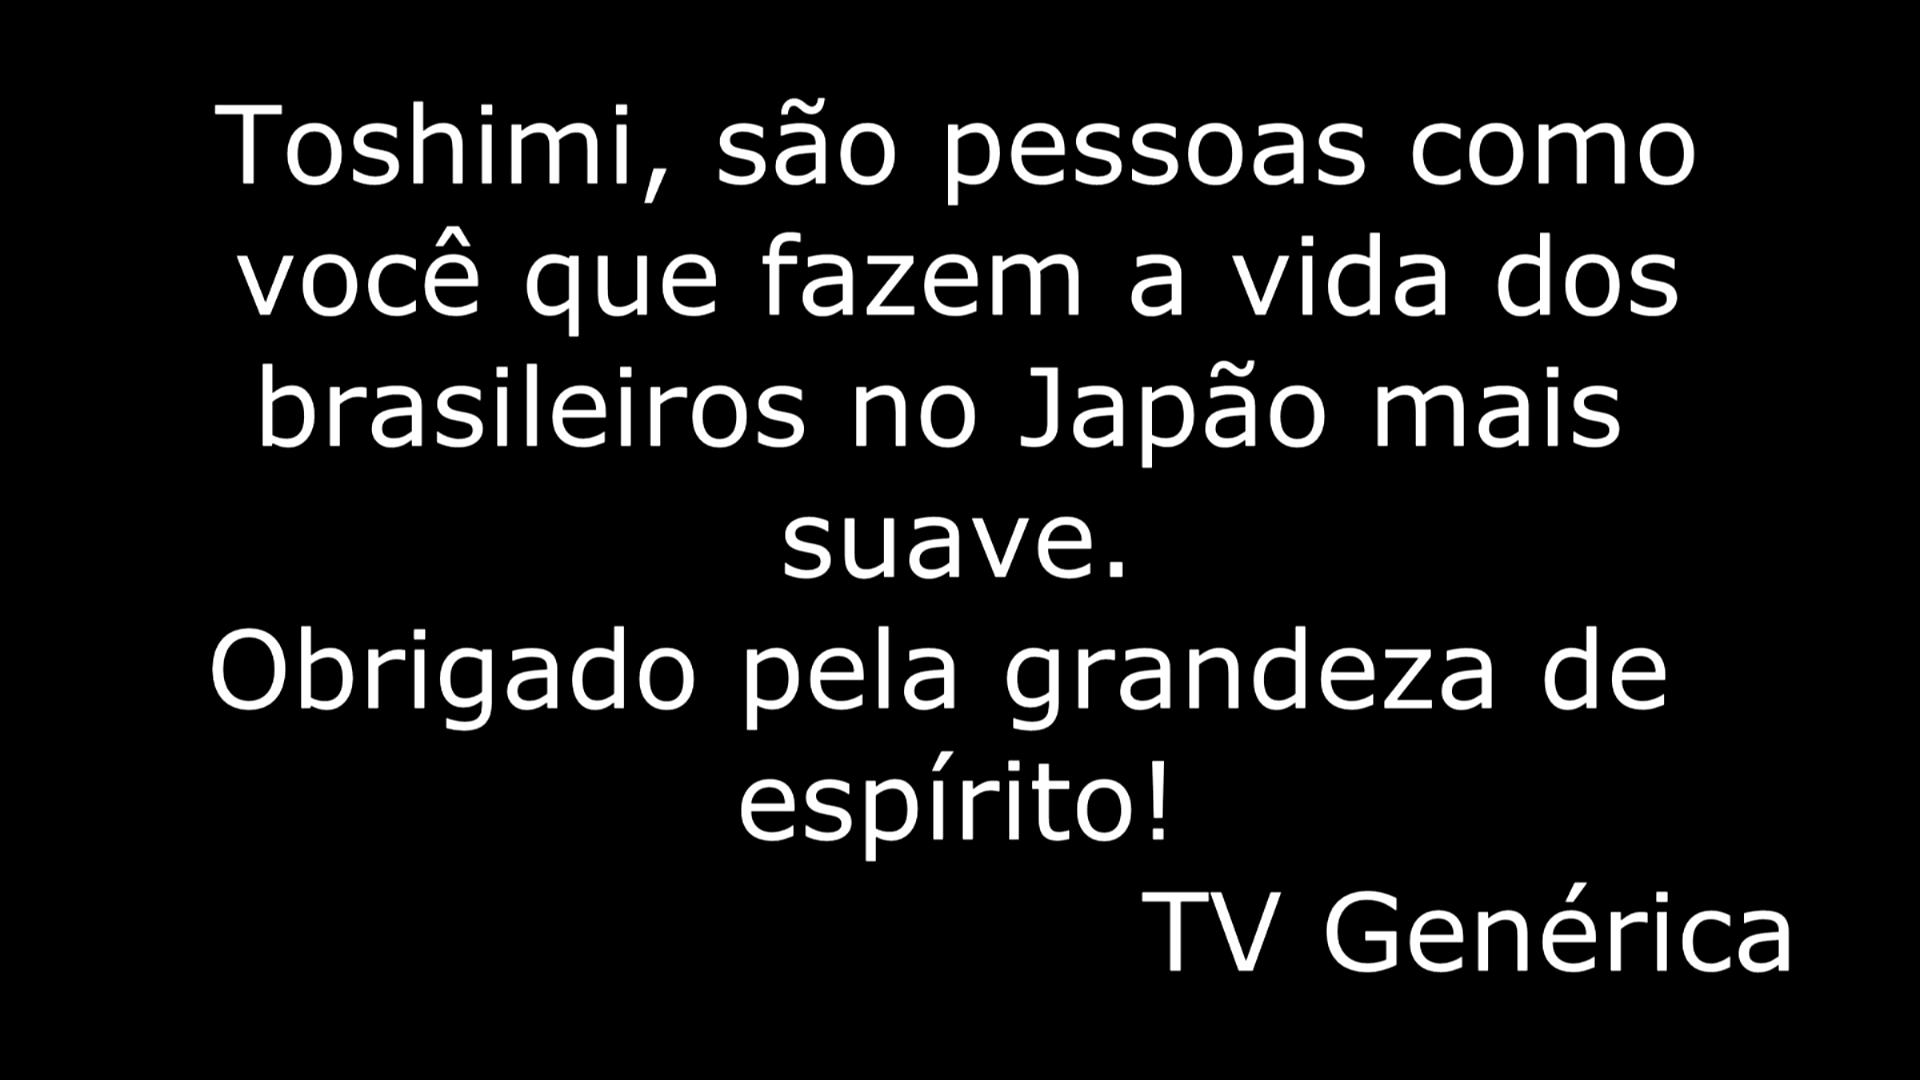 Toshimi, são pessoas como
você que fazem a vida dos
brasileiros no Japão mais
suave.
Obrigado pela grandeza de
espírito!
TV Genérica